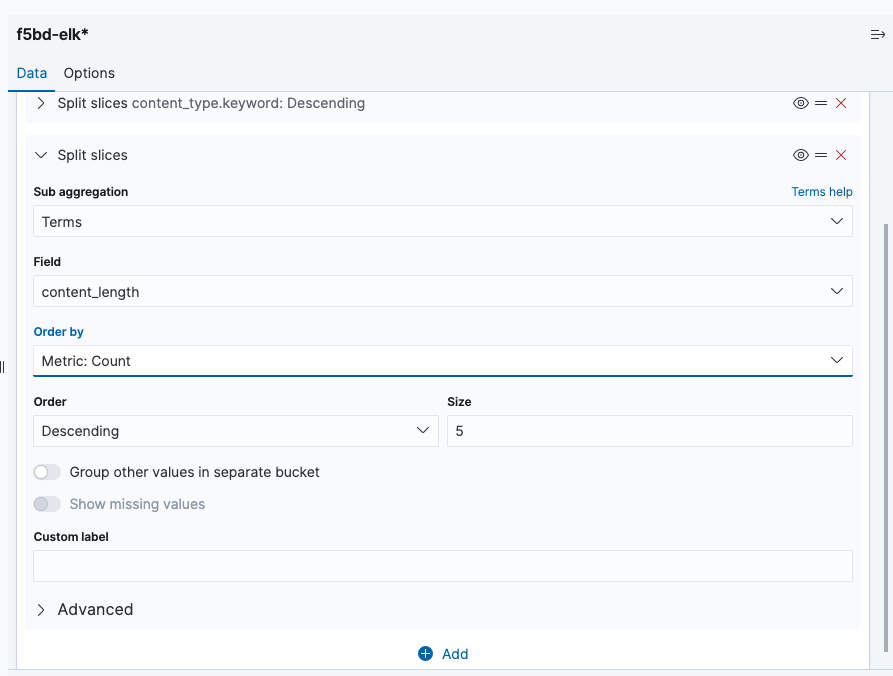 f5bd-elk*
Data Options
Split slices content_type.keyword: Descending
Split slices
Sub aggregation Terms help
Terms
Field
content_length
Order by
Metric: Count
Order Size
Descending 5
Group other values in separate bucket
Show missing values
Custom label
Advanced
Add